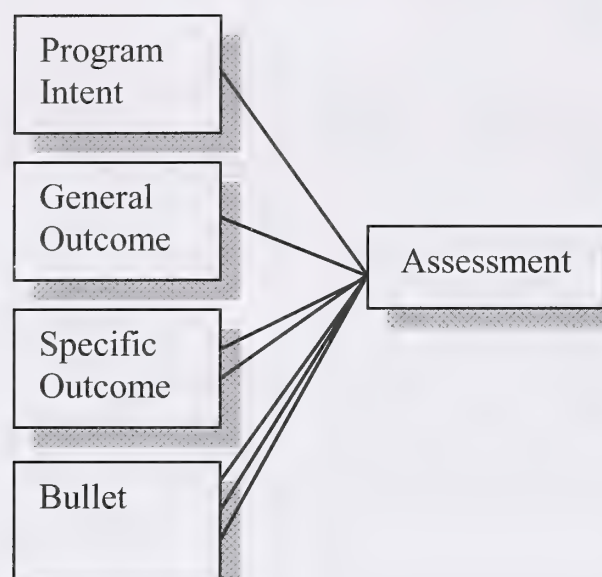 Program
Intent
General
Outcome
Assessment
Specific
Outcome
Bullet